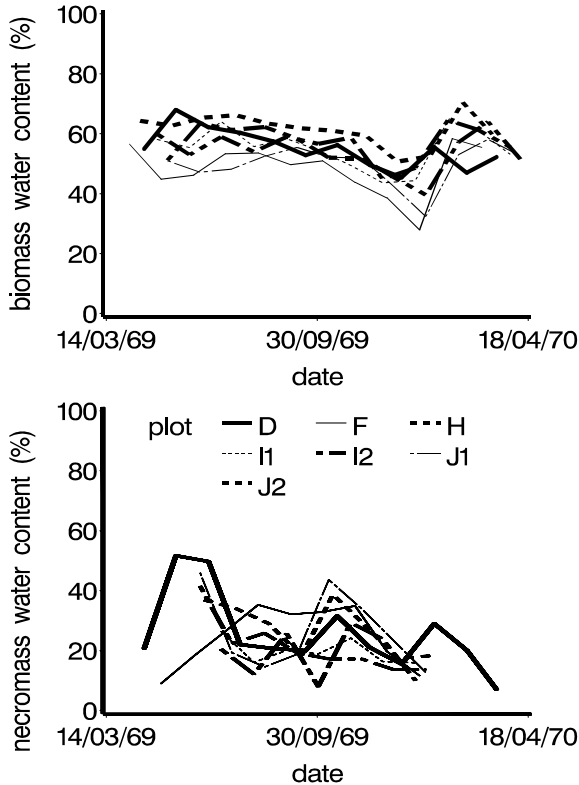 biomass water content (%)
100
80
60
40
20
0
14/03/69 30/09/69 18/04/70
date
necromass water content (%)
100
80
60
40
20
0
plot D F H
I1 I2 J1
J2
14/03/69 30/09/69 18/04/70
date